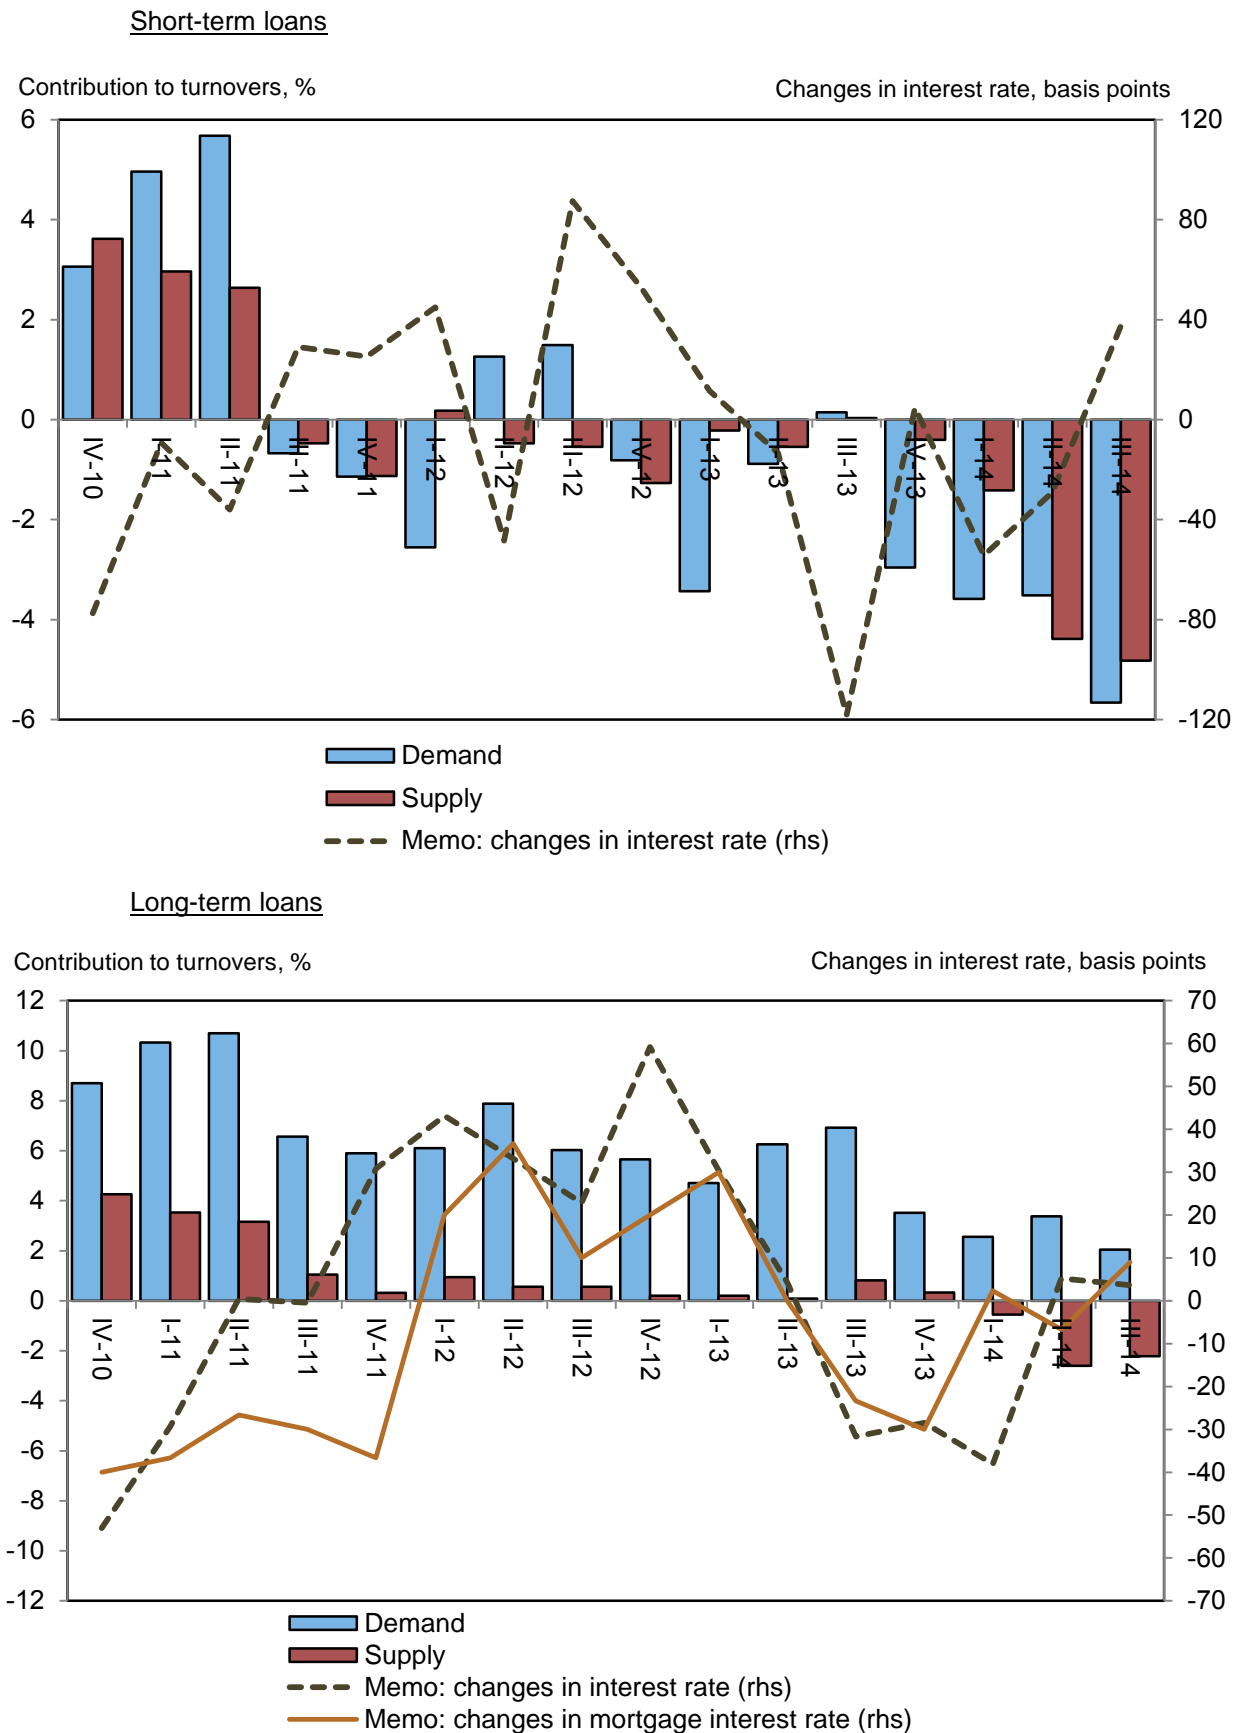 Short-term loans
Contribution to turnovers, %
Changes in interest rate, basis points
6
4
2
0
-2
-4
-6
120
80
40
0
-40
-80
-120
IV-10
I-11
II-11
III-11
IV-11
I-12
II-12
III-12
IV-12
I-13
II-13
III-13
IV-13
I-14
II-14
III-14
Demand
Supply
Memo: changes in interest rate (rhs)
Long-term loans
Contribution to turnovers, %
Changes in interest rate, basis points
12
10
8
6
4
2
0
-2
-4
-6
-8
-10
-12
70
60
50
40
30
20
10
0
-10
-20
-30
-40
-50
-60
-70
IV-10
I-11
II-11
III-11
IV-11
I-12
II-12
III-12
IV-12
I-13
II-13
III-13
IV-13
I-14
II-14
III-14
Demand
Supply
Memo: changes in interest rate (rhs)
Memo: changes in mortgage interest rate (rhs)